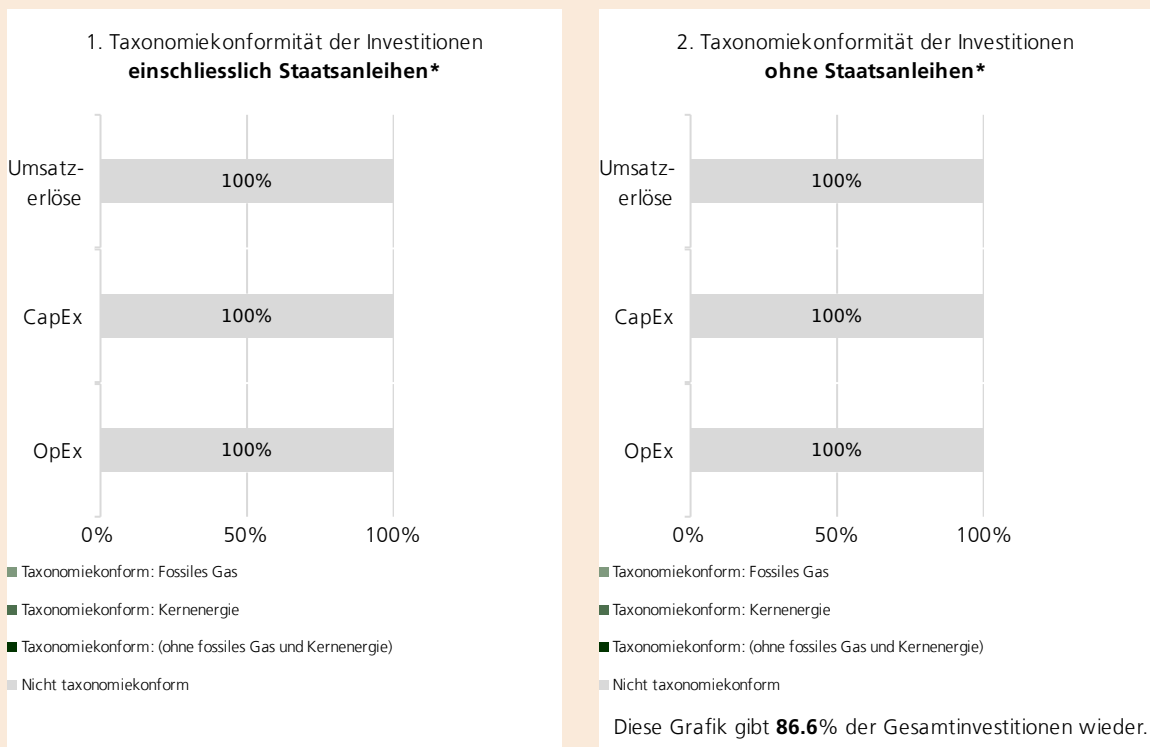 1. Taxonomiekonformität der Investitionen
einschliesslich Staatsanleihen*
Umsatz-
erlöse
100%
CapEx
100%
OpEx
100%
0% 50% 100%
Taxonomiekonform: Fossiles Gas
Taxonomiekonform: Kernenergie
Taxonomiekonform: (ohne fossiles Gas und Kernenergie)
Nicht taxonomiekonform
2. Taxonomiekonformität der Investitionen
ohne Staatsanleihen*
Umsatz-
erlöse
100%
CapEx
100%
OpEx
100%
0% 50% 100%
Taxonomiekonform: Fossiles Gas
Taxonomiekonform: Kernenergie
Taxonomiekonform: (ohne fossiles Gas und Kernenergie)
Nicht taxonomiekonform
Diese Grafik gibt 86.6% der Gesamtinvestitionen wieder.